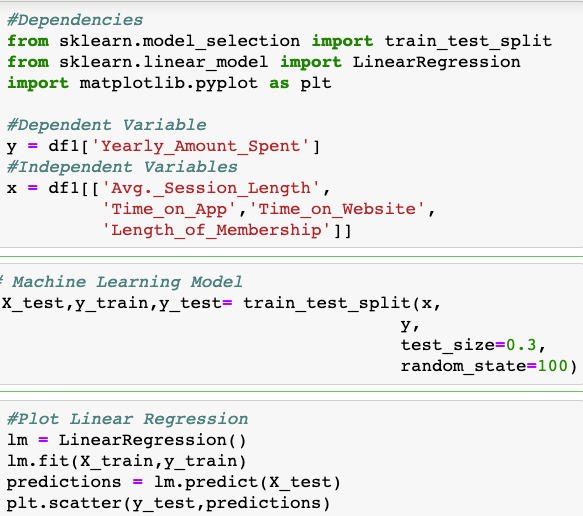 #Dependencies
from sklearn.model_selection import train_test_split
from sklearn.linear_model import LinearRegression
import matplotlib.pyplot as plt
#Dependent Variable
y = df1['Yearly_Amount_Spent']
#Independent Variables
x = df1[['Avg._Session_Length',
'Time_on_App','Time_on_Website',
'Length_of_Membership']]
# Machine Learning Model
X_test,y_train,y_test= train_test_split(x,
y,
test_size=0.3,
random_state=100)
#Plot Linear Regression
lm = LinearRegression()
lm.fit(X_train,y_train)
predictions = lm.predict(X_test)
plt.scatter(y_test,predictions)